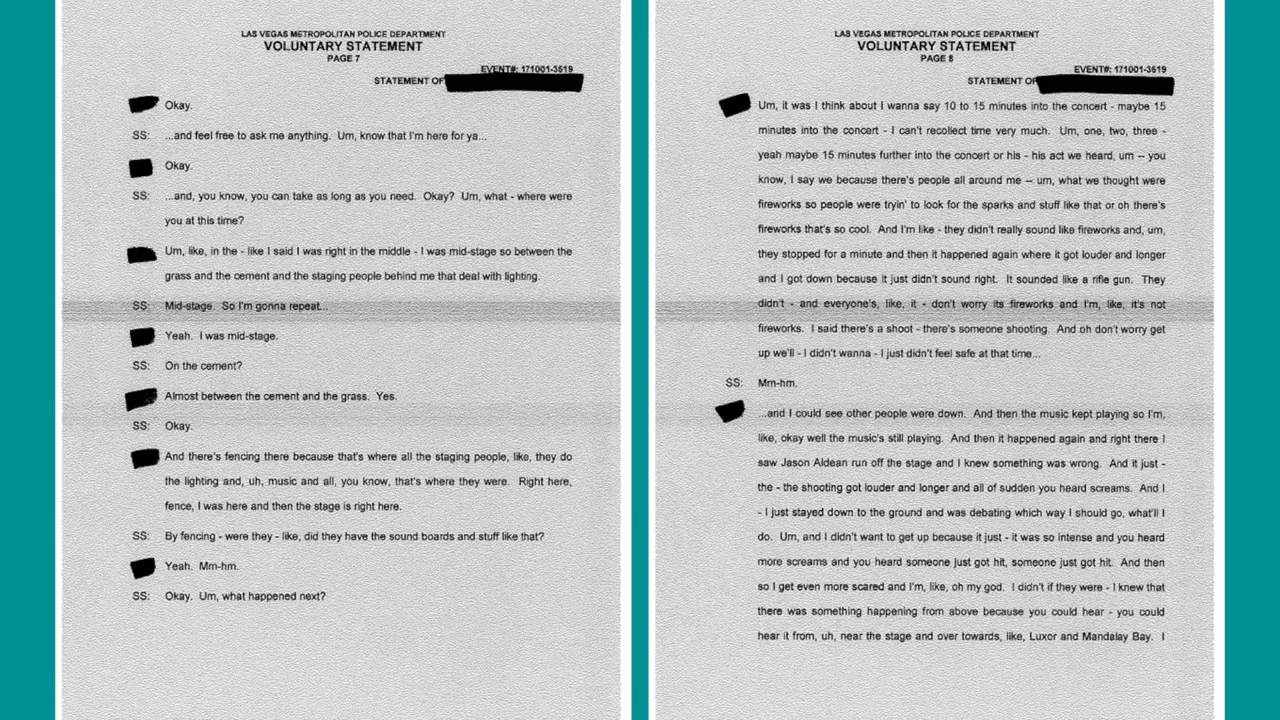 LAS VEGAS METROPOLITAN POLICE DEPARTMENT
VOLUNTARY STATEMENT
PAGE 7
EVENT#: 171001-3519
STATEMENT OF
Okay.
SS: ...and feel free to ask me anything. Um, know that I'm here for ya...
Okay.
SS: ...and, you know, you can take as long as you need. Okay? Um, what - where were
you at this time?
Um, like, in the - like I said I was right in the middle - I was mid-stage so between the
grass and the cement and the staging people behind me that deal with lighting.
SS: Mid-stage. So I'm gonna repeat...
Yeah. I was mid-stage.
SS: On the cement?
Almost between the cement and the grass. Yes.
SS: Okay.
And there's fencing there because that's where all the staging people, like, they do
the lighting and, uh, music and all, you know, that's where they were. Right here,
fence, I was here and then the stage is right here.
SS: By fencing - were they - like, did they have the sound boards and stuff like that?
Yeah. Mm-hm.
SS: Okay. Um, what happened next?
LAS VEGAS METROPOLITAN POLICE DEPARTMENT
VOLUNTARY STATEMENT
PAGE 8
EVENT#: 171001-3519
STATEMENT OF
Um, it was I think about I wanna say 10 to 15 minutes into the concert - maybe 15
minutes into the concert - I can't recollect time very much. Um, one, two, three -
yeah maybe 15 minutes further into the concert or his - his act we heard, um -- you
know, I say we because there's people all around me -- um, what we thought were
fireworks so people were tryin' to look for the sparks and stuff like that or oh there's
fireworks that's so cool. And I'm like - they didn't really sound like fireworks and, um,
they stopped for a minute and then it happened again where it got louder and longer
and I got down because it just didn't sound right. It sounded like a rifle gun. They
didn't - and everyone's, like, it - don't worry its fireworks and I'm, like, it's not
fireworks. I said there's a shoot - there's someone shooting. And oh don't worry get
up we'll - I didn't wanna - I just didn't feel safe at that time...
SS: Mm-hm.
...and I could see other people were down. And then the music kept playing so I'm,
like, okay well the music's still playing. And then it happened again and right there I
saw Jason Aldean run off the stage and I knew something was wrong. And it just -
the - the shooting got louder and longer and all of sudden you heard screams. And I
- I just stayed down to the ground and was debating which way I should go, what'll I
do. Um, and I didn't want to get up because it just - it was so intense and you heard
more screams and you heard someone just got hit, someone just got hit. And then
so I get even more scared and I'm, like, oh my god. I didn't if they were - I knew that
there was something happening from above because you could hear - you could
hear it from, uh, near the stage and over towards, like, Luxor and Mandalay Bay. I